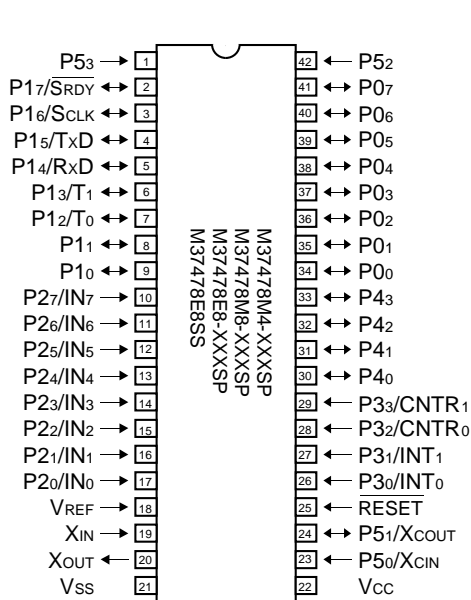 P53 1 42 P52
P17/SRDY 2 41 P07
P16/SCLK 3 40 P06
P15/TXD 4 39 P05
P14/RXD 5 38 P04
P13/T1 6 37 P03
P12/T0 7 36 P02
P11 8 35 P01
P10 9 34 P00
P27/IN7 10 33 P43
P26/IN6 11 32 P42
P25/IN5 12 31 P41
P24/IN4 13 30 P40
P23/IN3 14 29 P33/CNTR1
P22/IN2 15 28 P32/CNTR0
P21/IN1 16 27 P31/INT1
P20/IN0 17 26 P30/INT0
VREF 18 25 RESET
XIN 19 24 P51/XCOUT
XOUT 20 23 P50/XCIN
VSS 21 22 VCC
M37478M4-XXXSP
M37478M8-XXXSP
M37478E8-XXXSP
M37478E8SS